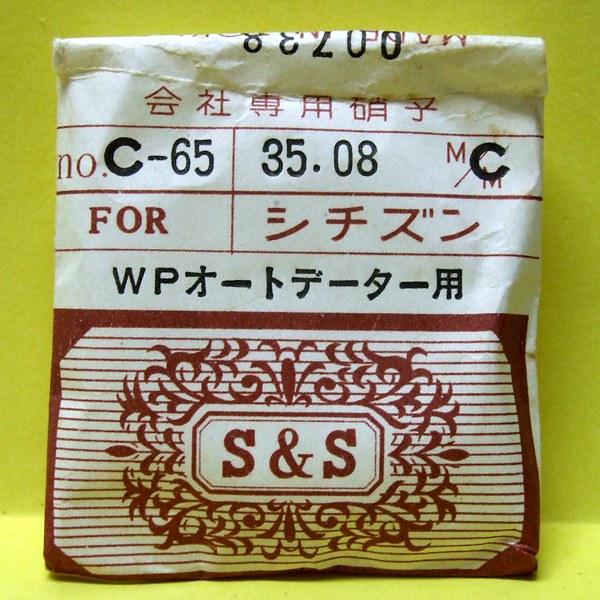 00738
会社専用硝子
no. C-65 35.08 M/M C
FOR シチズン
WPオートデーター用
S&S